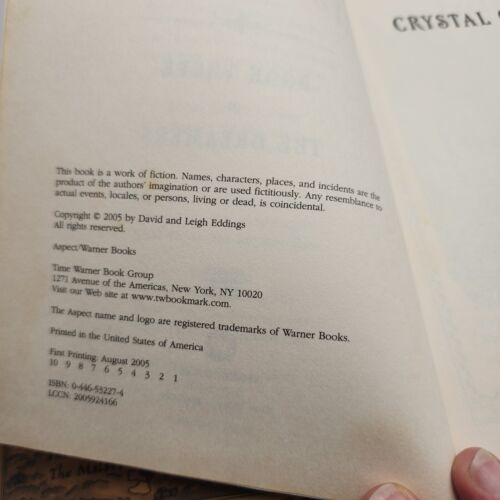 CRYSTAL
This book is a work of fiction. Names, characters, places, and incidents are the
product of the authors' imagination or are used fictitiously. Any resemblance to
actual events, locales, or persons, living or dead, is coincidental.
Copyright © 2005 by David and Leigh Eddings
All rights reserved.
Aspect/Warner Books
Time Warner Book Group
1271 Avenue of the Americas, New York, NY 10020
Visit our Web site at www.twbookmark.com.
The Aspect name and logo are registered trademarks of Warner Books.
Printed in the United States of America
First Printing: August 2005
10 9 8 7 6 5 4 3 2 1
ISBN: 0-446-53227-4
LCCN: 2005924166
The